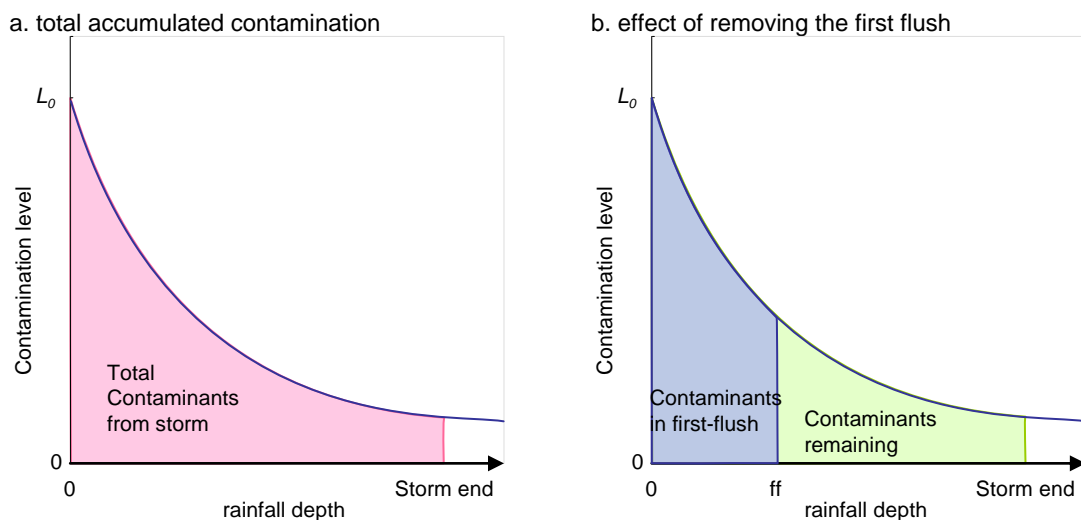 a. total accumulated contamination
L0
Contamination level
Total
Contaminants
from storm
0
0
Storm end
rainfall depth
b. effect of removing the first flush
L0
Contamination level
Contaminants
in first-flush
Contaminants
remaining
0
0
ff
Storm end
rainfall depth